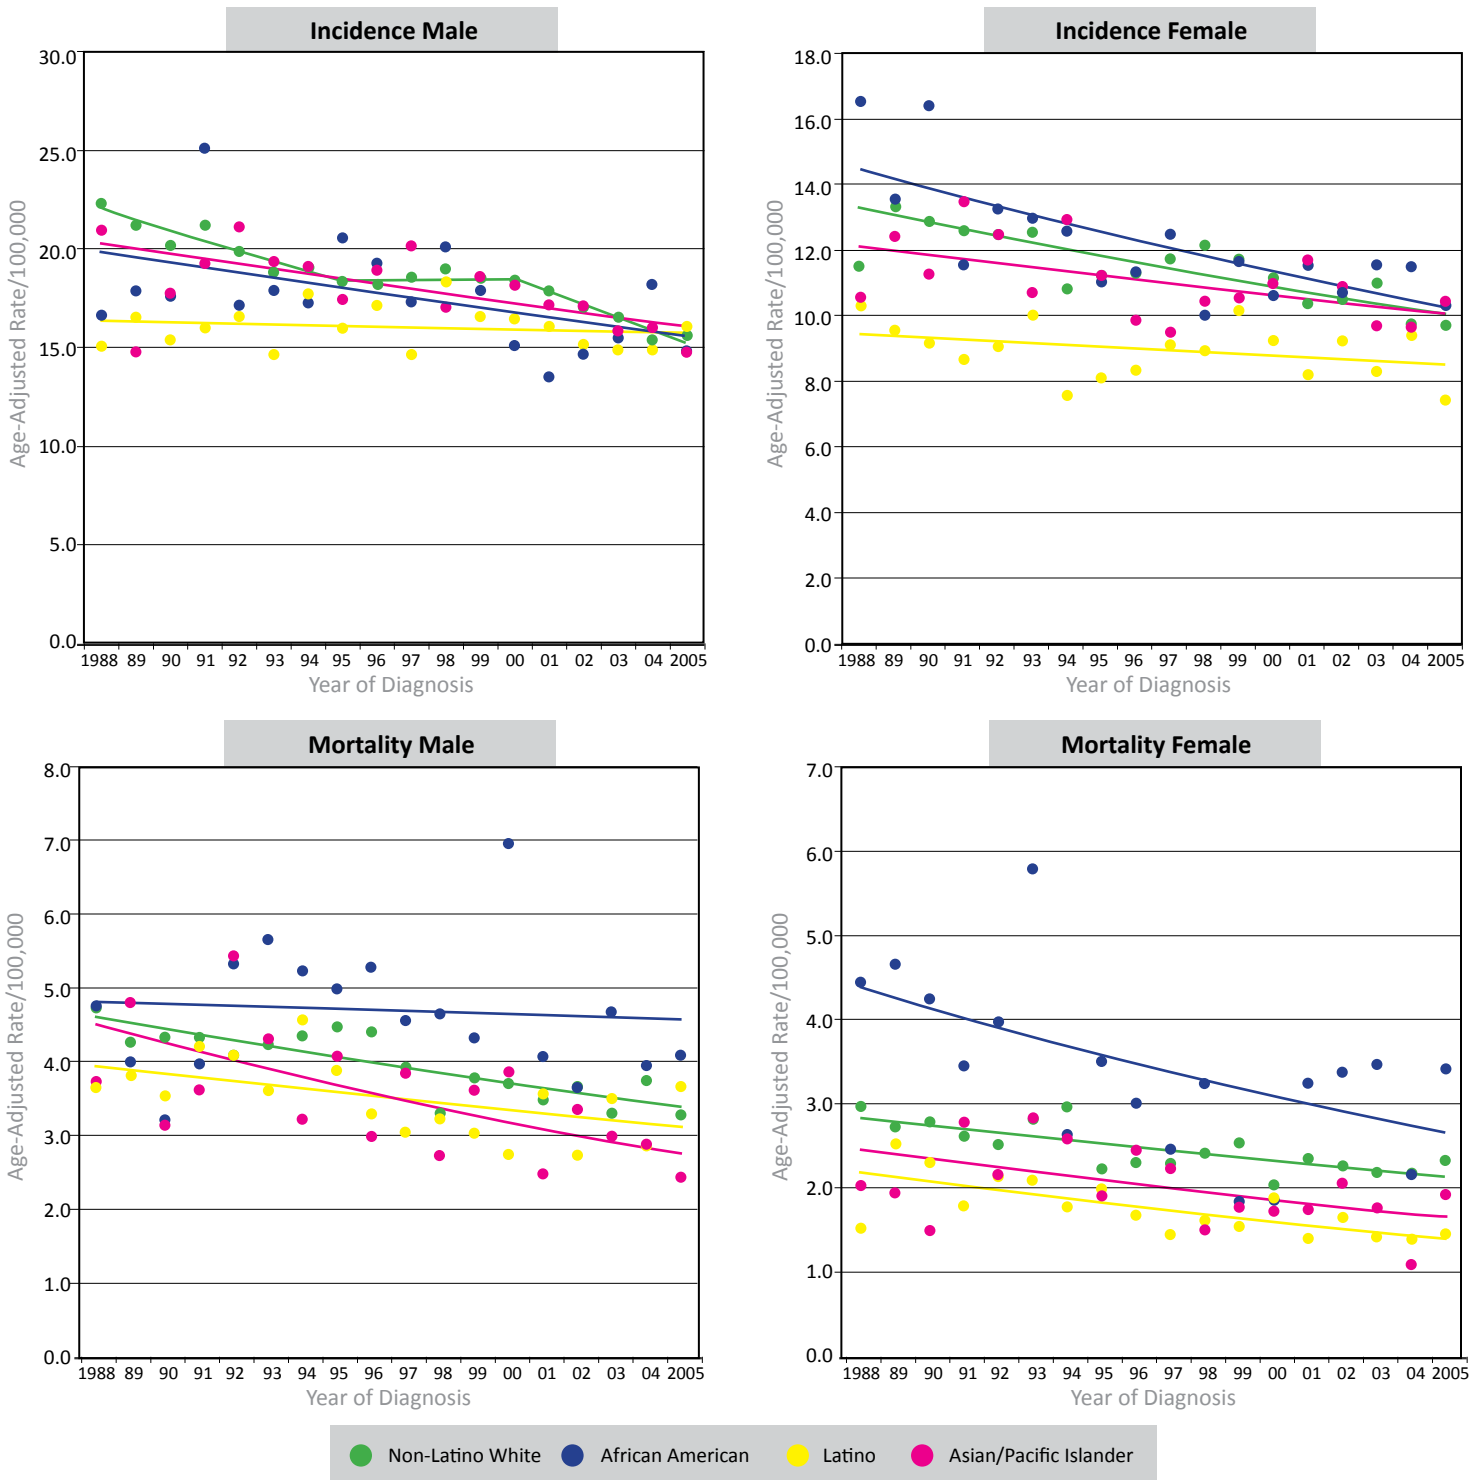 Incidence Male
Age-Adjusted Rate/100,000
30.0
25.0
20.0
15.0
10.0
5.0
0.0
1988 89 90 91 92 93 94 95 96 97 98 99 00 01 02 03 04 2005
Year of Diagnosis
Incidence Female
Age-Adjusted Rate/100,000
18.0
16.0
14.0
12.0
10.0
8.0
6.0
4.0
2.0
0.0
1988 89 90 91 92 93 94 95 96 97 98 99 00 01 02 03 04 2005
Year of Diagnosis
Mortality Male
Age-Adjusted Rate/100,000
8.0
7.0
6.0
5.0
4.0
3.0
2.0
1.0
0.0
1988 89 90 91 92 93 94 95 96 97 98 99 00 01 02 03 04 2005
Year of Diagnosis
Mortality Female
Age-Adjusted Rate/100,000
7.0
6.0
5.0
4.0
3.0
2.0
1.0
0.0
1988 89 90 91 92 93 94 95 96 97 98 99 00 01 02 03 04 2005
Year of Diagnosis
Non-Latino White African American Latino Asian/Pacific Islander